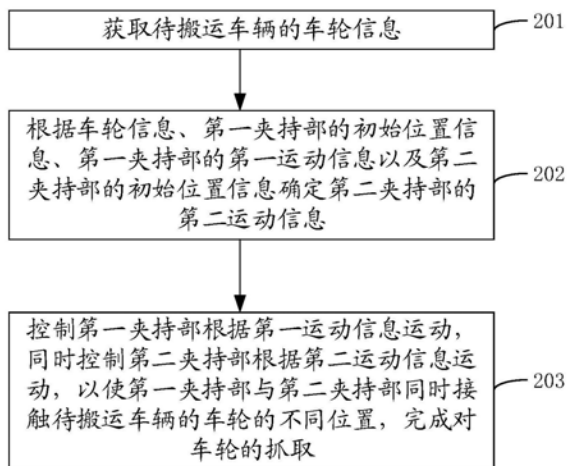 获取待搬运车辆的车轮信息
201
根据车轮信息、第一夹持部的初始位置信
息、第一夹持部的第一运动信息以及第二
夹持部的初始位置信息确定第二夹持部的
第二运动信息
202
控制第一夹持部根据第一运动信息运动，
同时控制第二夹持部根据第二运动信息运
动，以使第一夹持部与第二夹持部同时接
触待搬运车辆的车轮的不同位置，完成对
车轮的抓取
203